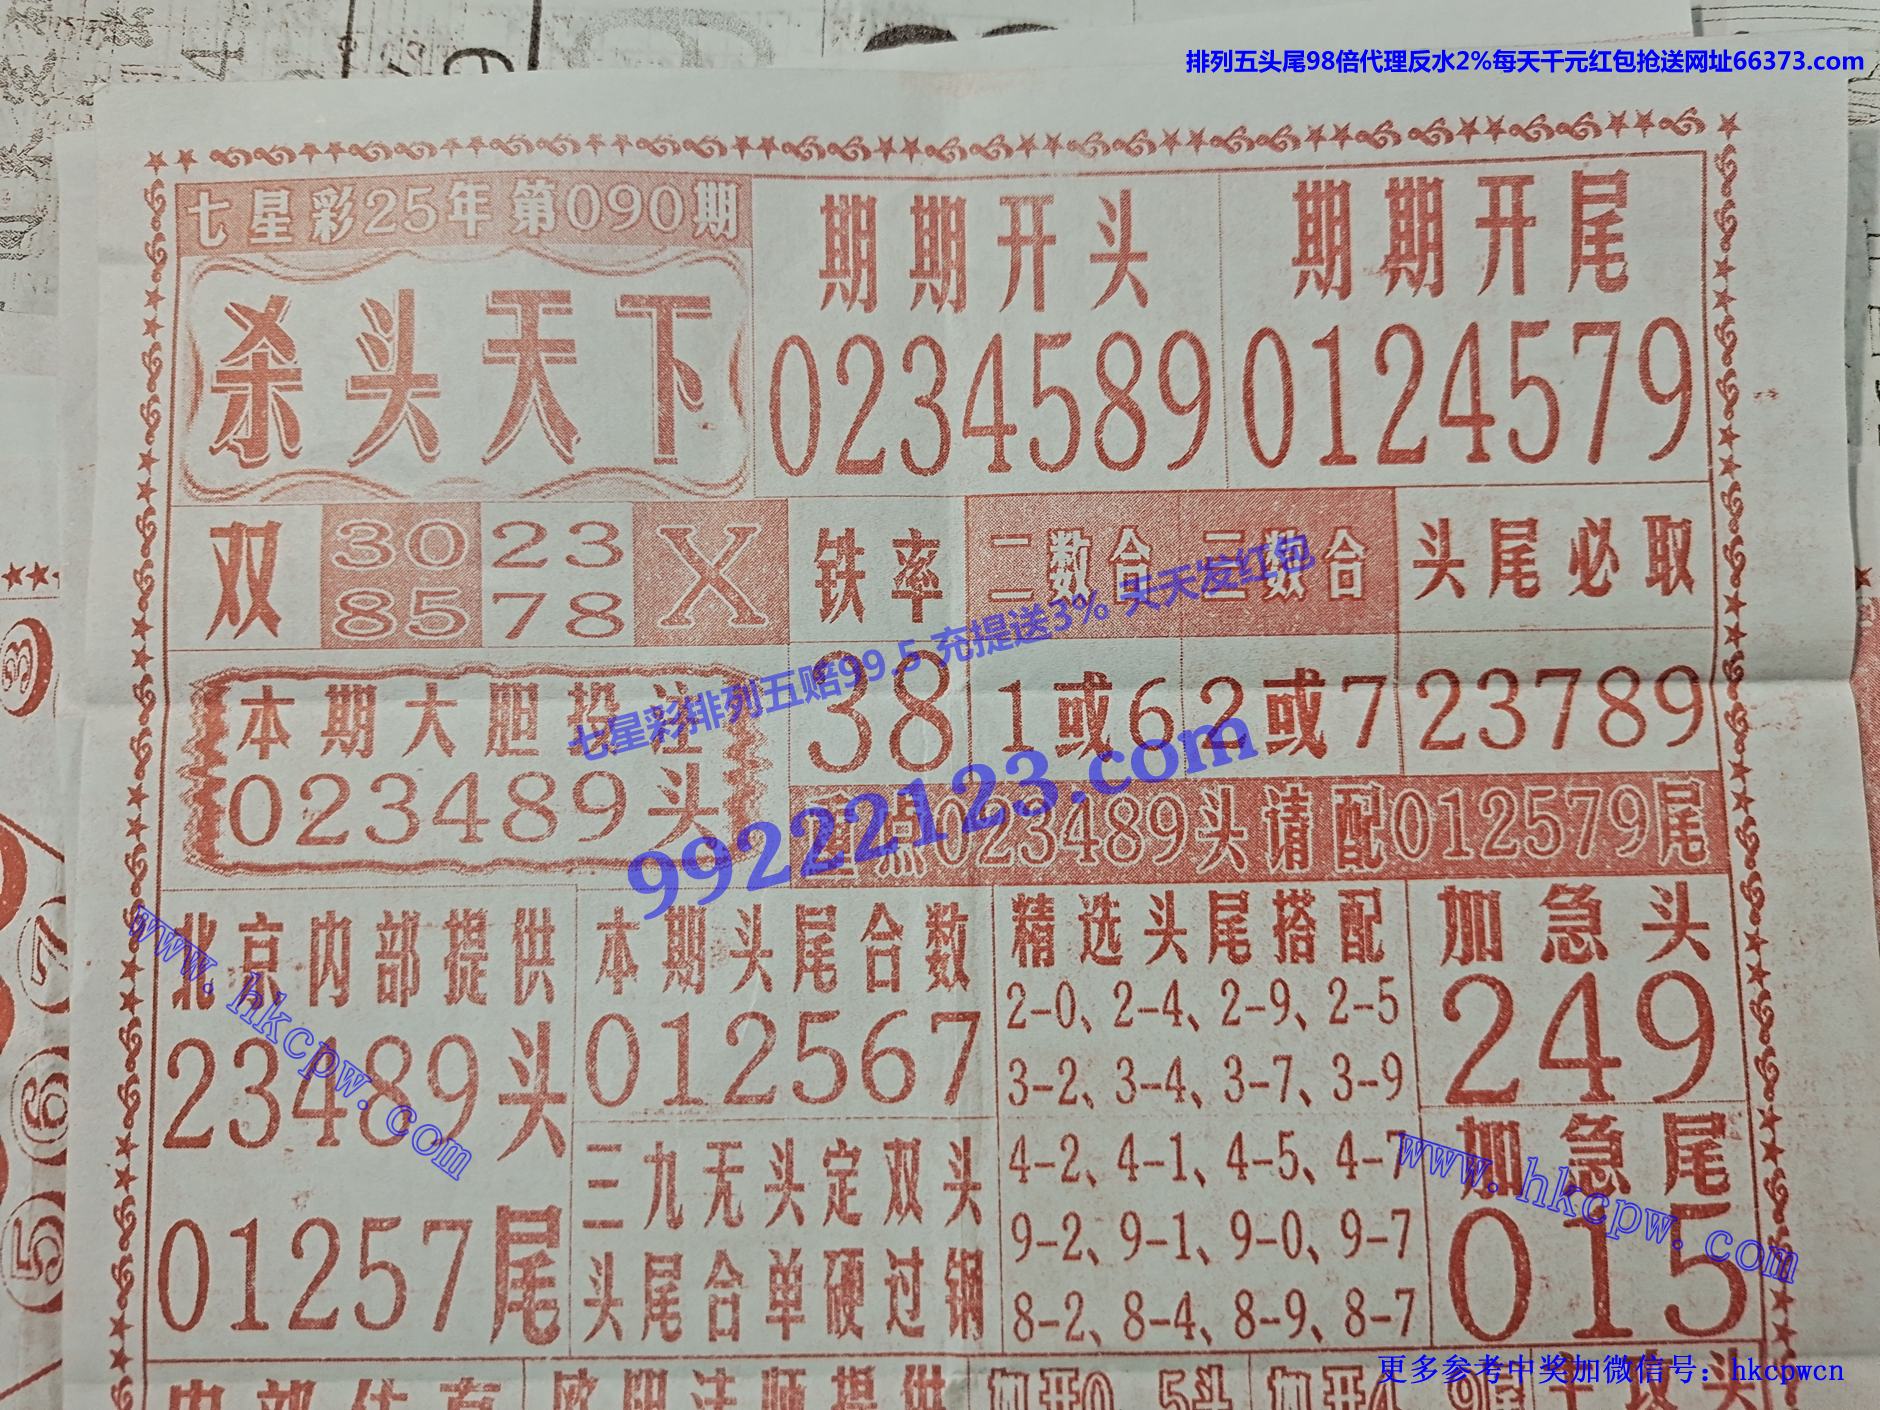 排列五头尾98倍代理反水2%每天千元红包抢送网址66373.com
七星彩25年第090期
杀头天下
期期开头
0234589
期期开尾
0124579
双
30 23
85 78
X
铁率
38
二数合
1或6
三数合
2或7
头尾必取
23789
七星彩排列五赔99.5 充提送3% 天天发红包
99222123.com
本期大胆投注
023489头
重点023489头请配012579尾
北京内部提供
23489头
01257尾
www.hkcpw.com
本期头尾合数
012567
三九无头定双头
头尾合单硬过钢
精选头尾搭配
2-0、2-4、2-9、2-5
3-2、3-4、3-7、3-9
4-2、4-1、4-5、4-7
9-2、9-1、9-0、9-7
8-2、8-4、8-9、8-7
加急头
249
加急尾
015
www.hkcpw.com
更多参考中奖加微信号：hkcpwcn